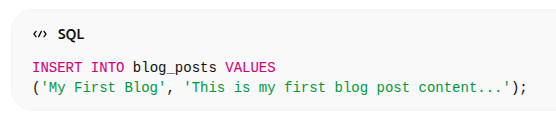 </> SQL
INSERT INTO blog_posts VALUES
('My First Blog', 'This is my first blog post content...');